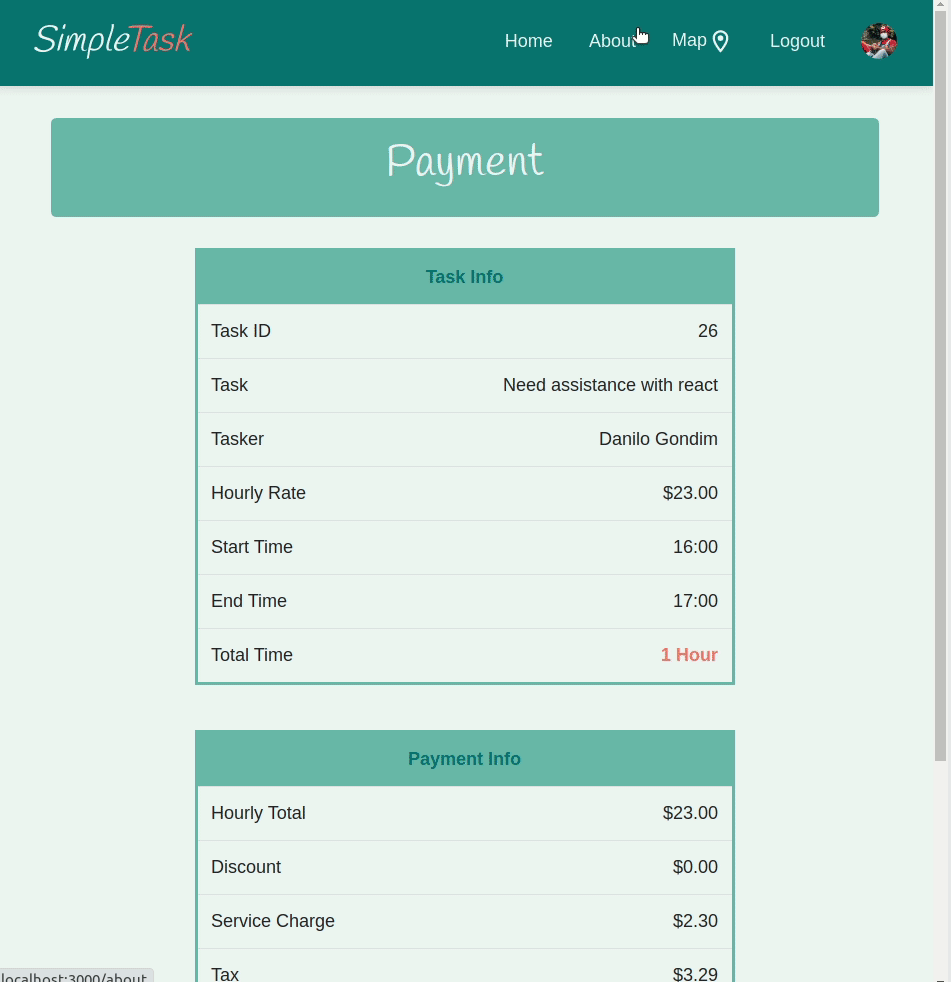 SimpleTask
Home About Map Logout
Payment
Task Info
Task ID 26
Task Need assistance with react
Tasker Danilo Gondim
Hourly Rate $23.00
Start Time 16:00
End Time 17:00
Total Time 1 Hour
Payment Info
Hourly Total $23.00
Discount $0.00
Service Charge $2.30
Tax $3.29
localhost:3000/about